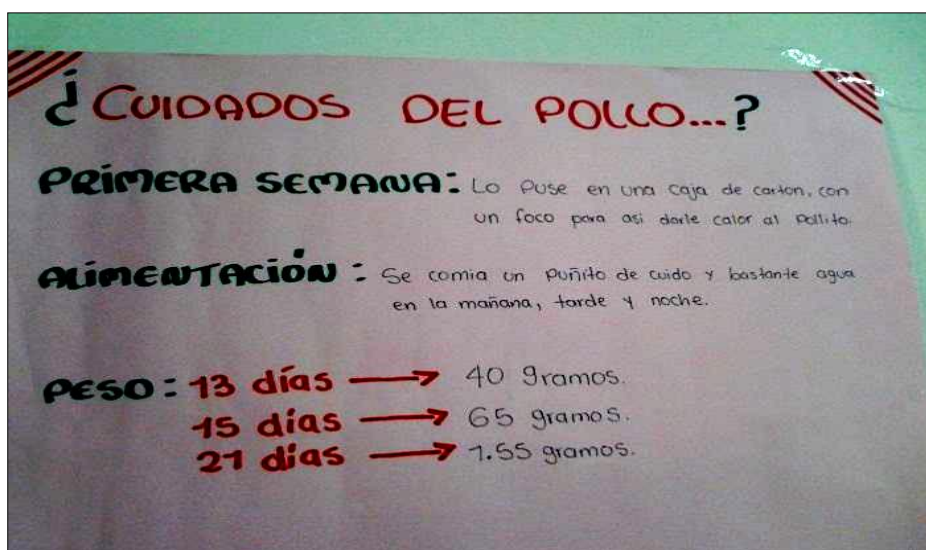 ¿CUIDADOS DEL POLLO...?
PRIMERA SEMANA: Lo Puse en una caja de carton, con
un foco para asi darle calor al Pollito.
ALIMENTACIÓN: Se comia un Puñito de cuido y bastante agua
en la mañana, tarde y noche.
PESO: 13 días → 40 gramos.
15 días → 65 gramos.
21 días → 1.55 gramos.